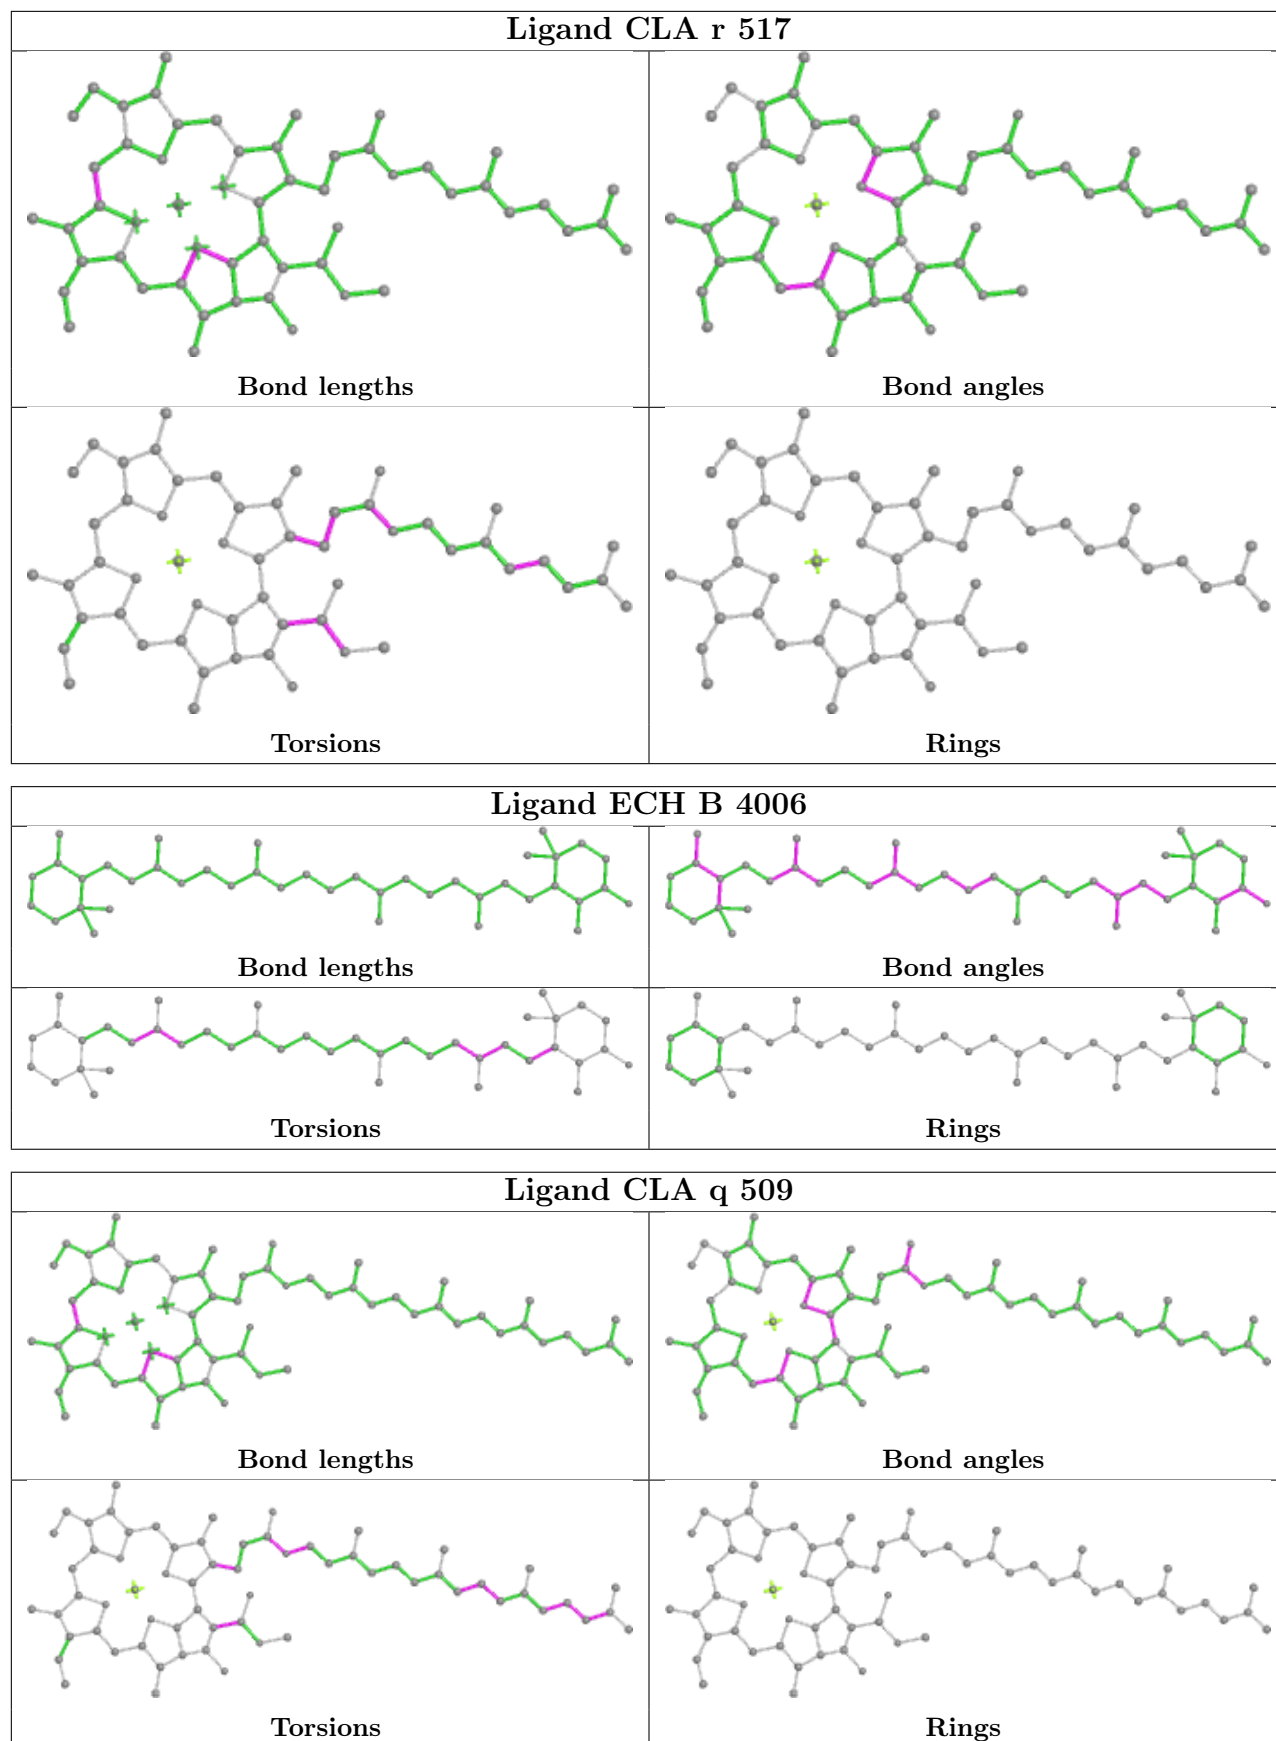 Ligand CLA r 517
Bond lengths
Bond angles
Torsions
Rings
Ligand ECH B 4006
Bond lengths
Bond angles
Torsions
Rings
Ligand CLA q 509
Bond lengths
Bond angles
Torsions
Rings